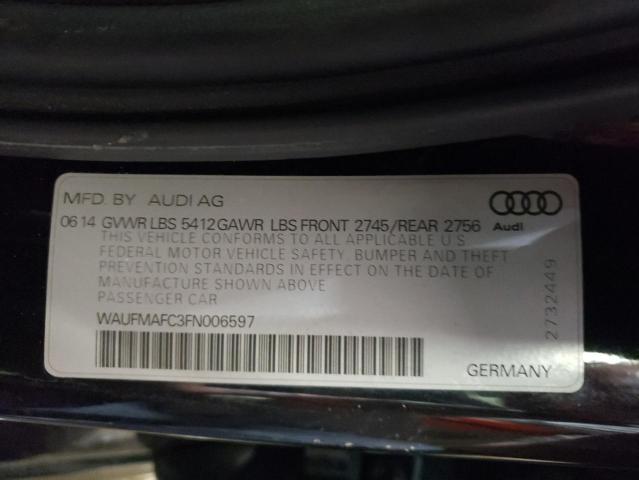 MFD. BY AUDI AG
06 14 GVWR LBS 5412 GAWR LBS FRONT 2745/REAR 2756
Audi
THIS VEHICLE CONFORMS TO ALL APPLICABLE U S
FEDERAL MOTOR VEHICLE SAFETY, BUMPER AND THEFT
PREVENTION STANDARDS IN EFFECT ON THE DATE OF
MANUFACTURE SHOWN ABOVE
PASSENGER CAR
WAUFMAFC3FN006597
2732449
GERMANY